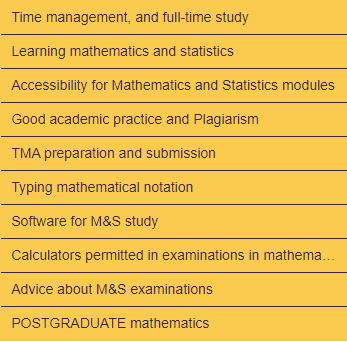 Time management, and full-time study
Learning mathematics and statistics
Accessibility for Mathematics and Statistics modules
Good academic practice and Plagiarism
TMA preparation and submission
Typing mathematical notation
Software for M&S study
Calculators permitted in examinations in mathema…
Advice about M&S examinations
POSTGRADUATE mathematics